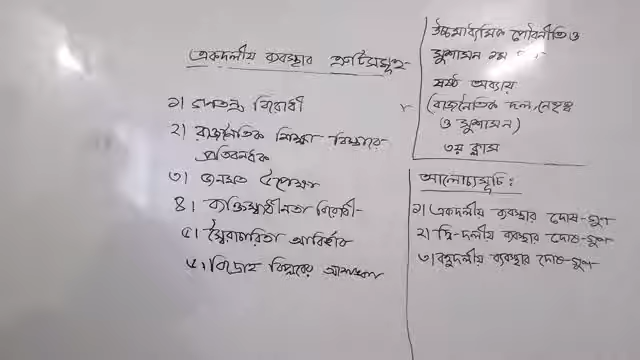 একদলীয় ব্যবস্থার ত্রুটিসমূহ-
১। গণতন্ত্র বিরোধী
২। রাজনৈতিক শিক্ষা বিস্তারে
প্রতিবন্ধক
৩। জনমত উপেক্ষা
৪। ব্যক্তিস্বাধীনতা বিরোধী-
৫। স্বৈরাচারিতা আবির্ভাব
৬। বিদ্রোহ বিপ্লবের আশঙ্কা
উচ্চমাধ্যমিক পৌরনীতি ও
সুশাসন ১ম
ষষ্ঠ অধ্যায়
(রাজনৈতিক দল, নেতৃত্ব
ও সুশাসন)
৩য় ক্লাস
আলোচ্যসূচি:
১। একদলীয় ব্যবস্থার দোষ-গুণ
২। দ্বি-দলীয় ব্যবস্থার দোষ-গুণ
৩। বহুদলীয় ব্যবস্থার দোষ-গুণ